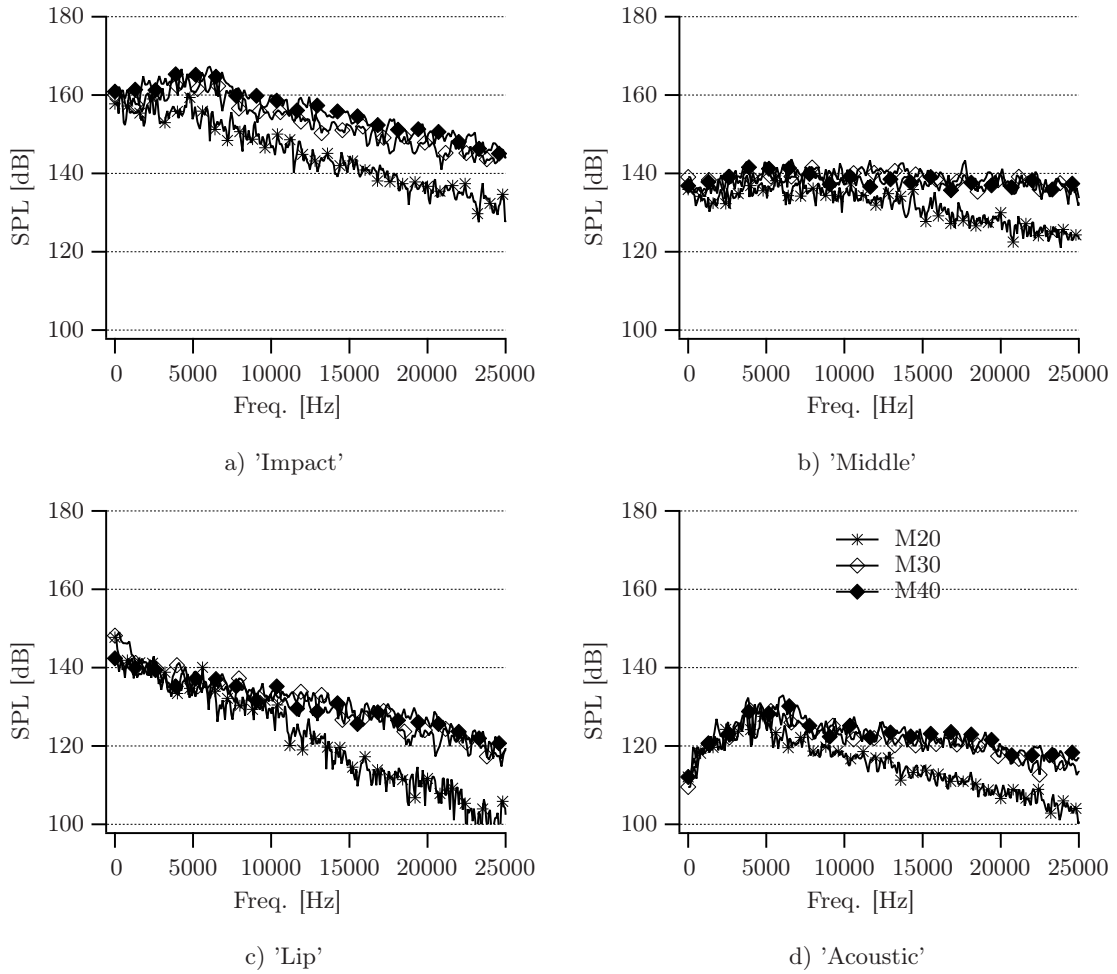 180
160
140
120
100
SPL [dB]
0 5000 10000 15000 20000 25000
Freq. [Hz]
a) 'Impact'
180
160
140
120
100
SPL [dB]
0 5000 10000 15000 20000 25000
Freq. [Hz]
b) 'Middle'
180
160
140
120
100
SPL [dB]
0 5000 10000 15000 20000 25000
Freq. [Hz]
c) 'Lip'
180
160
140
120
100
SPL [dB]
M20
M30
M40
0 5000 10000 15000 20000 25000
Freq. [Hz]
d) 'Acoustic'